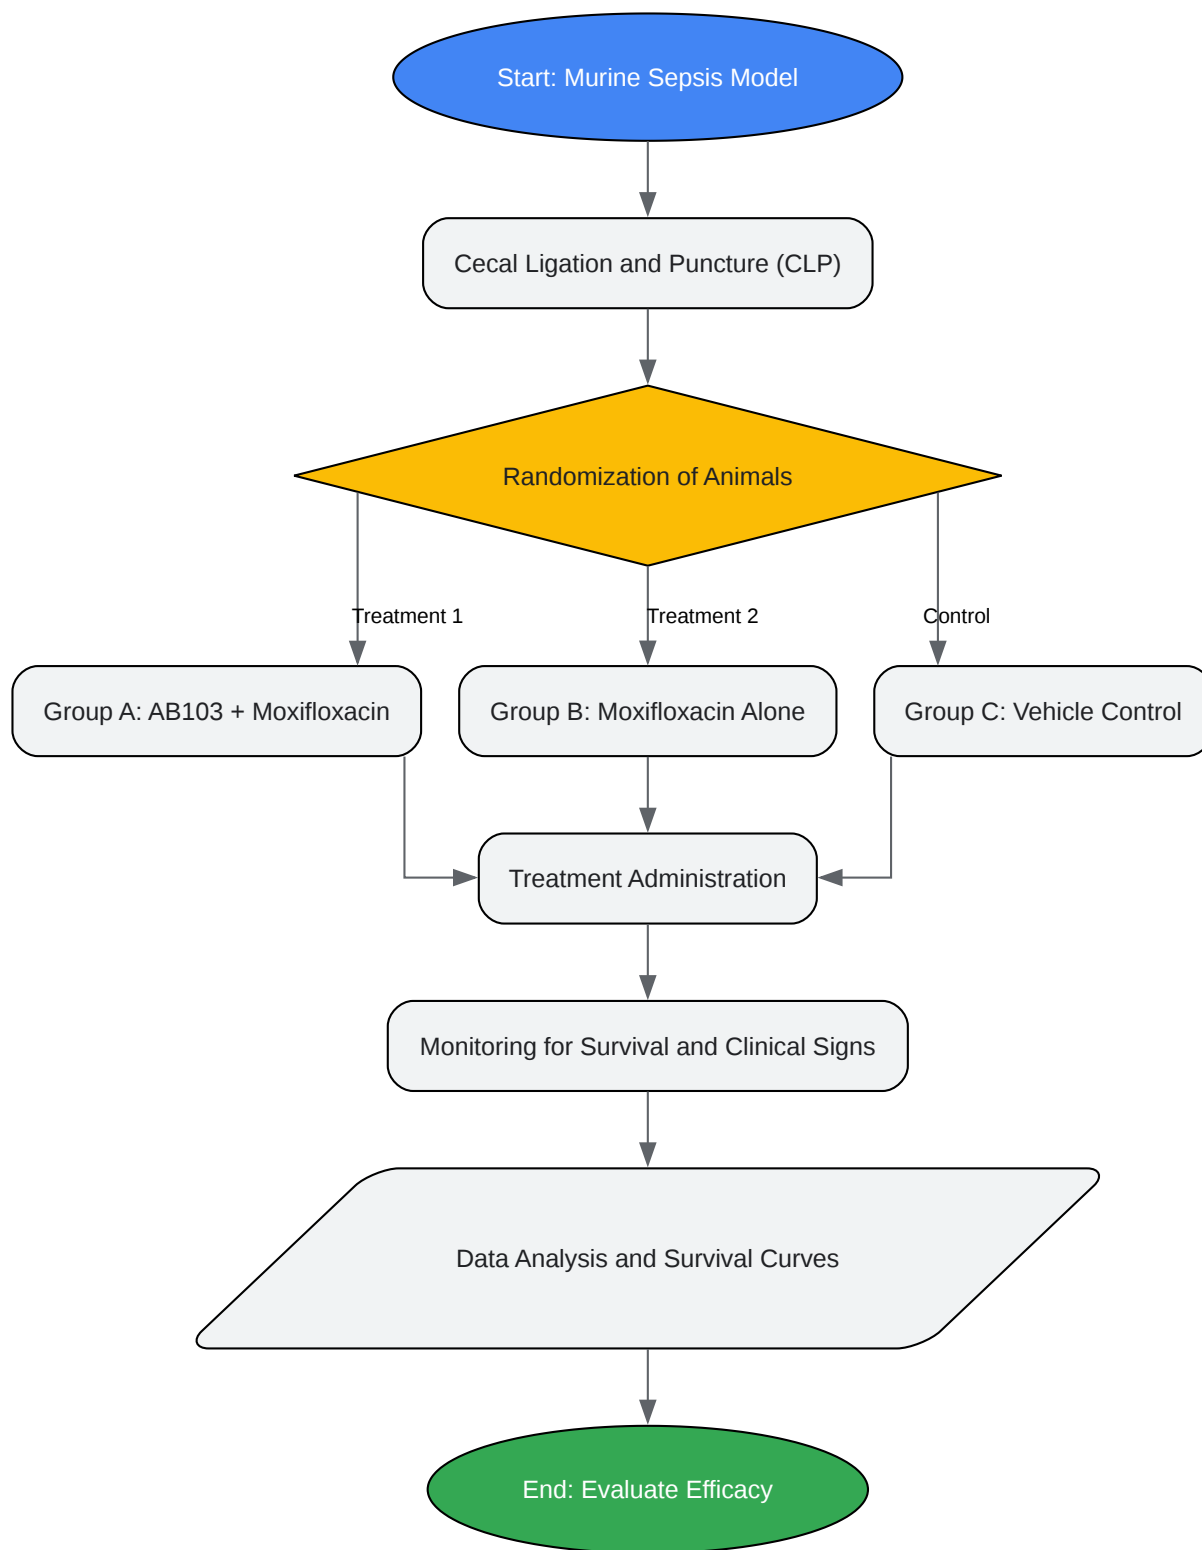 Start: Murine Sepsis Model
Cecal Ligation and Puncture (CLP)
Randomization of Animals
Treatment 1
Treatment 2
Control
Group A: AB103 + Moxifloxacin
Group B: Moxifloxacin Alone
Group C: Vehicle Control
Treatment Administration
Monitoring for Survival and Clinical Signs
Data Analysis and Survival Curves
End: Evaluate Efficacy